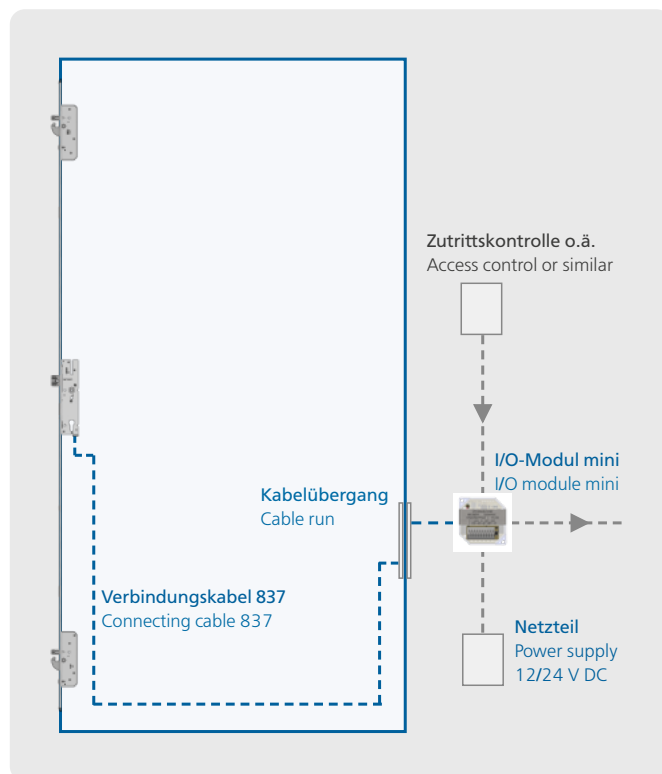 Zutrittskontrolle o.ä.
Access control or similar
I/O-Modul mini
I/O module mini
Kabelübergang
Cable run
Verbindungskabel 837
Connecting cable 837
Netzteil
Power supply
12/24 V DC